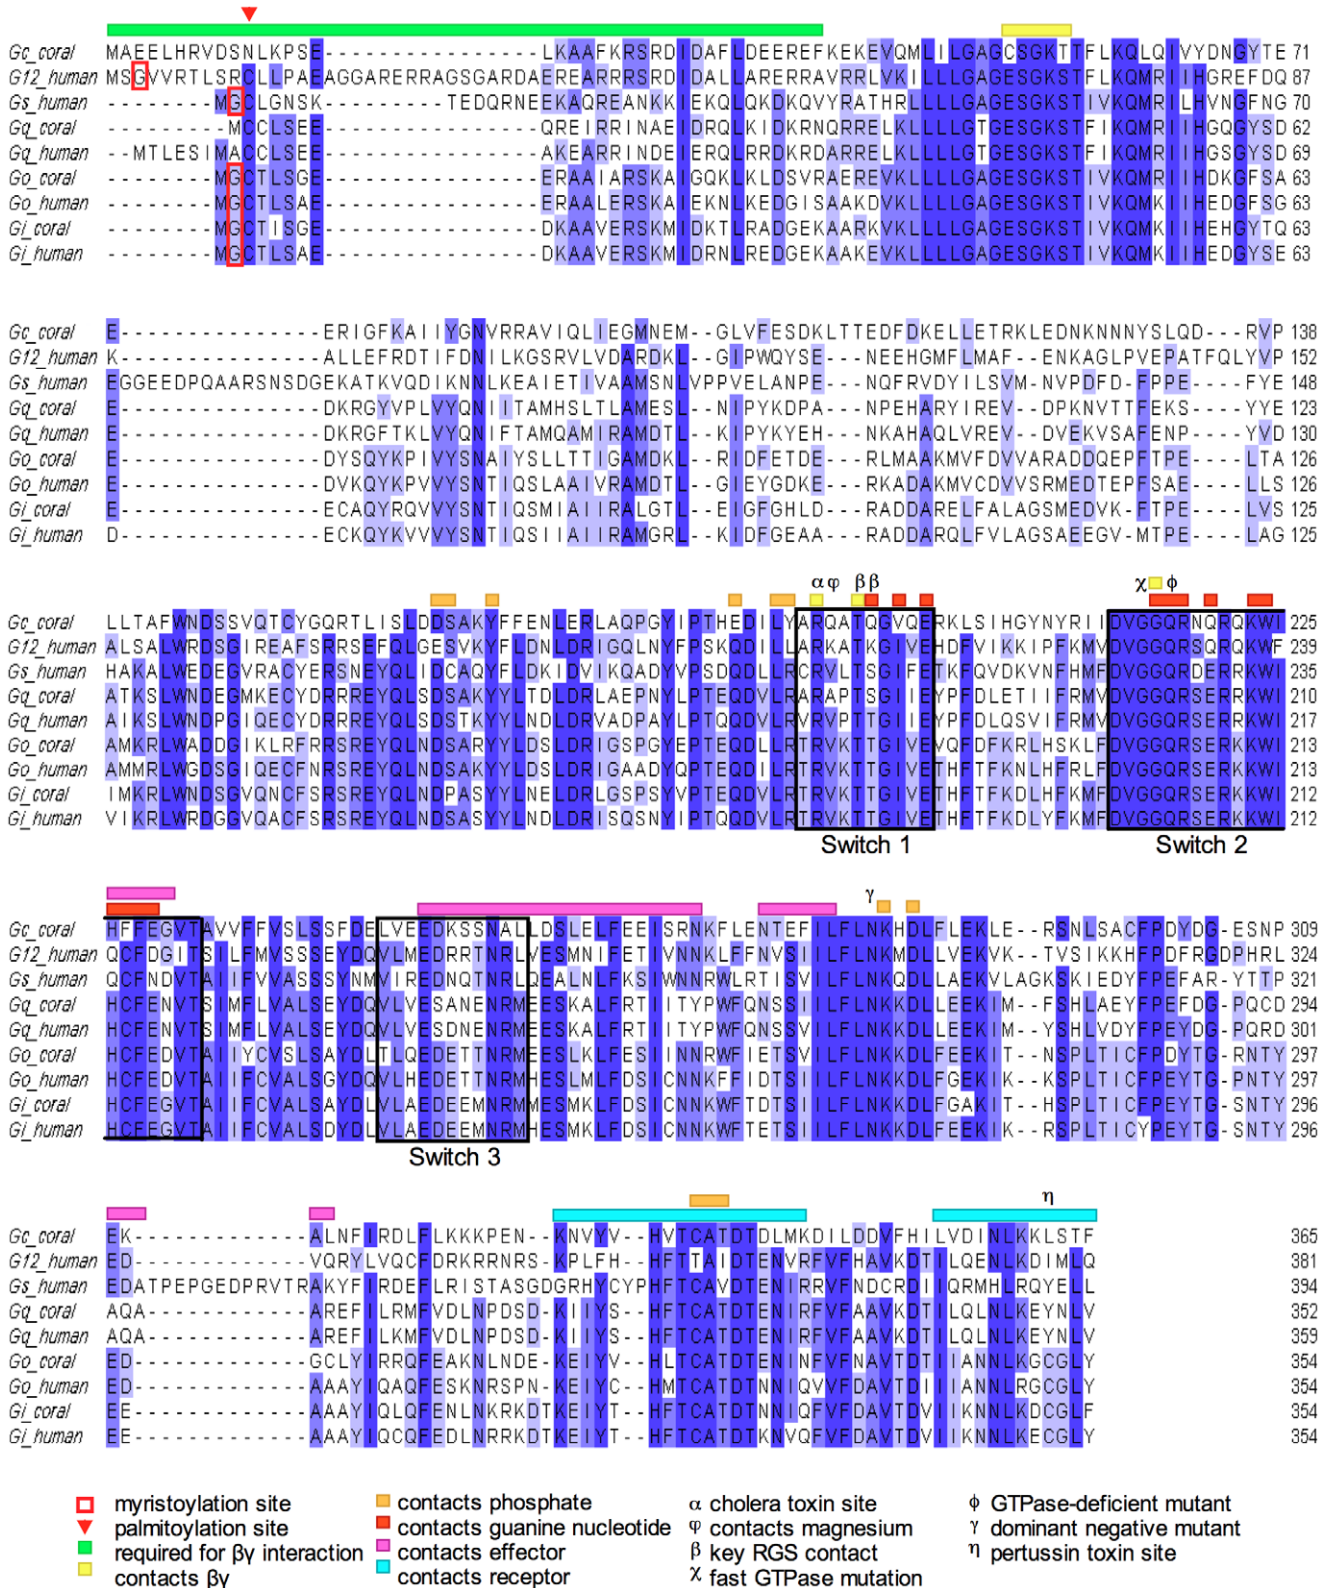 Gc_coral MAEELHRVDSNLKPSE----------------LKAAFKRSRDIDAFLDEEREFKEKEVQMLILGAGCSGKTTFLKQLQIVYDNGYTE 71
G12_human MSGVVRTLSRCLLPAEAGGARERRAGSGARDAEREARRRSRDIDALLARERRAVRRLVKILLLGAGESGKSTFLKQMRIIHGREFDQ 87
Gs_human --------MGCLGNSK---------TEDQRNEEKAQREANKKIEKQLQKDKQVYRATHRLLLLGAGESGKSTIVKQMRILHVNGFNG 70
Gq_coral ---------MCCLSEE----------------QREIRRINAEIDRQLKIDKRNQRRELKLLLLGTGESGKSTFIKQMRIIHGQGYSD 62
Gq_human --MTLESIMACCLSEE----------------AKEARRINDEIERQLRRDKRDARRELKLLLLGTGESGKSTFIKQMRIIHGSGYSD 69
Go_coral --------MGCTLSGE----------------ERAAIARSKAIGQKLKLDSVRAEREVKLLLLGAGESGKSTIVKQMRIIHDKGFSA 63
Go_human --------MGCTLSAE----------------ERAALERSKAIEKNLKEDGISAAKDVKLLLLGAGESGKSTIVKQMKIIHEDGFSG 63
Gi_coral --------MGCTISGE----------------DKAAVERSKMIDKTLRADGEKAARKVKLLLLGAGESGKSTIVKQMKIIHEHGYTQ 63
Gi_human --------MGCTLSAE----------------DKAAVERSKMIDRNLREDGEKAAKEVKLLLLGAGESGKSTIVKQMKIIHEDGYSE 63
Gc_coral E---------------ERIGFKAIIYGNVRRAVIQLIEGMNEM--GLVFESDKLTTEDFDKELLETRKLEDNKNNNYSLQD---RVP 138
G12_human K---------------ALLEFRDTIFDNILKGSRVLVDARDKL--GIPWQYSE---NEEHGMFLMAF--ENKAGLPVEPATFQLYVP 152
Gs_human EGGEEDPQAARSNSDGEKATKVQDIKNNLKEAIETIVAAMSNLVPPVELANPE---NQFRVDYILSVM-NVPDFD-FPPE----FYE 148
Gq_coral E---------------DKRGYVPLVYQNIITAMHSLTLAMESL--NIPYKDPA---NPEHARYIREV--DPKNVTTFEKS----YYE 123
Gq_human E---------------DKRGFTKLVYQNIFTAMQAMIRAMDTL--KIPYKYEH---NKAHAQLVREV--DVEKVSAFENP----YVD 130
Go_coral E---------------DYSQYKPIVYSNAIYSLLTTIGAMDKL--RIDFETDE---RLMAAKMVFDVVARADDQEPFTPE----LTA 126
Go_human E---------------DVKQYKPVVYSNTIQSLAAIVRAMDTL--GIEYGDKE---RKADAKMVCDVVSRMEDTEPFSAE----LLS 126
Gi_coral E---------------ECAQYRQVVYSNTIQSMIAIIRALGTL--EIGFGHLD---RADDARELFALAGSMEDVK-FTPE----LVS 125
Gi_human D---------------ECKQYKVVVYSNTIQSIIAIIRAMGRL--KIDFGEAA---RADDARQLFVLAGSAEEGV-MTPE----LAG 125
α φ β β χ ϕ
Gc_coral LLTAFWNDSSVQTCYGQRTLISLDDSAKYFFENLERLAQPGYIPTHEDILYARQATQGVQERKLSIHGYNYRIIDVGGQRNQRQKWI 225
G12_human ALSALWRDSGIREAFSRRSEFQLGESVKYFLDNLDRIGQLNYFPSKQDILLARKATKGIVEHDFVIKKIPFKMVDVGGQRSQRQKWF 239
Gs_human HAKALWEDEGVRACYERSNEYQLIDCAQYFLDKIDVIKQADYVPSDQDLLRCRVLTSGIFETKFQVDKVNFHMFDVGGQRDERRKWI 235
Gq_coral ATKSLWNDEGMKECYDRRREYQLSDSAKYYLTDLDRLAEPNYLPTEQDVLRARAPTSGIIEYPFDLETIIFRMVDVGGQRSERRKWI 210
Gq_human AIKSLWNDPGIQECYDRRREYQLSDSTKYYLNDLDRVADPAYLPTQQDVLRVRVPTTGIIEYPFDLQSVIFRMVDVGGQRSERRKWI 217
Go_coral AMKRLWADDGIKLRFRRSREYQLNDSARYYLDSLDRIGSPGYEPTEQDLLRTRVKTTGIVEVQFDFKRLHSKLFDVGGQRSERKKWI 213
Go_human AMMRLWGDSGIQECFNRSREYQLNDSAKYYLDSLDRIGAADYQPTEQDILRTRVKTTGIVETHFTFKNLHFRLFDVGGQRSERKKWI 213
Gi_coral IMKRLWNDSGVQNCFSRSREYQLNDPASYYLNELDRLGSPSYVPTEQDVLRTRVKTTGIVETHFTFKDLHFKMFDVGGQRSERKKWI 212
Gi_human VIKRLWRDGGVQACFSRSREYQLNDSASYYLNDLDRISQSNYIPTQQDVLRTRVKTTGIVETHFTFKDLYFKMFDVGGQRSERKKWI 212
Switch 1 Switch 2
γ
Gc_coral HFFEGVTAVVFVSLSSFDELVEEDKSSNALLDSLELFEEISRNKFLENTEFILFLNKHDLFLEKLE--RSNLSACFPDYDG-ESNP 309
G12_human QCFDGITSILFMVSSSEYDQVLMEDRRTNRLVESMNIFETIVNNKLFFNVSIILFLNKMDLLVEKVK--TVSIKKHFPDFRGDPHRL 324
Gs_human QCFNDVTAIIFVVASSSYNMVIREDNQTNRLQEALNLFKSIWNNRWLRTISVILFLNKQDLLAEKVLAGKSKIEDYFPEFAR-YTTP 321
Gq_coral HCFENVTSIMFLVALSEYDQVLVESANENRMEESKALFRTIITYPWFQNSSIILFLNKKDLLEEKIM--FSHLAEYFPEFDG-PQCD 294
Gq_human HCFENVTSIMFLVALSEYDQVLVESDNENRMEESKALFRTIITYPWFQNSSVILFLNKKDLLEEKIM--YSHLVDYFPEYDG-PQRD 301
Go_coral HCFEDVTAIIYCVSLSAYDLTLQEDETTNRMEESLKLFESIINNRWFIETSVILFLNKKDLFEEKIT--NSPLTICFPDYTG-RNTY 297
Go_human HCFEDVTAIIFCVALSGYDQVLHEDETTNRMHESLMLFDSICNNKFFIDTSIILFLNKKDLFGEKIK--KSPLTICFPEYTG-PNTY 297
Gi_coral HCFEGVTAIIFCVALSAYDLVLAEDEEMNRMMESMKLFDSICNNKWFTDTSIILFLNKKDLFGAKIT--HSPLTICFPEYTG-SNTY 296
Gi_human HCFEGVTAIIFCVALSDYDLVLAEDEEMNRMHESMKLFDSICNNKWFTETSIILFLNKKDLFEEKIK--RSPLTICYPEYTG-SNTY 296
Switch 3
η
Gc_coral EK-------------ALNFIRDLFLKKKPEN--KNVYV--HVTCATDTDLMKDILDDVFHILVDINLKKLSTF 365
G12_human ED-------------VQRYLVQCFDRKRRNRS-KPLFH--HFTTAIDTENVRFVFHAVKDTILQENLKDIMLQ 381
Gs_human EDATPEPGEDPRVTRAKYFIRDEFLRISTASGDGRHYCYPHFTCAVDTENIRRVFNDCRDIIQRMHLRQYELL 394
Gq_coral AQA------------AREFILRMFVDLNPDSD-KIIYS--HFTCATDTENIRFVFAAVKDTILQLNLKEYNLV 352
Gq_human AQA------------AREFILKMFVDLNPDSD-KIIYS--HFTCATDTENIRFVFAAVKDTILQLNLKEYNLV 359
Go_coral ED-------------GCLYIRRQFEAKNLNDE-KEIYV--HLTCATDTENINFVFNAVTDTIIANNLKGCGLY 354
Go_human ED-------------AAAYIQAQFESKNRSPN-KEIYC--HMTCATDTNNIQVVFDAVTDIIIANNLRGCGLY 354
Gi_coral EE-------------AAAYIQLQFENLNKRKDTKEIYT--HFTCATDTNNIQFVFDAVTDVIIKNNLKDCGLF 354
Gi_human EE-------------AAAYIQCQFEDLNRRKDTKEIYT--HFTCATDTKNVQFVFDAVTDVIIKNNLKECGLY 354
myristoylation site contacts phosphate α cholera toxin site ϕ GTPase-deficient mutant
palmitoylation site contacts guanine nucleotide φ contacts magnesium γ dominant negative mutant
required for βγ interaction contacts effector β key RGS contact η pertussin toxin site
contacts βγ contacts receptor χ fast GTPase mutation